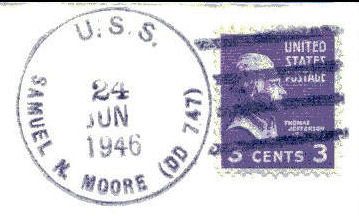 U.S.S.
SAMUEL N. MOORE (DD 747)
24
JUN
1946
UNITED
STATES
POSTAGE
THOMAS
JEFFERSON
3 CENTS 3